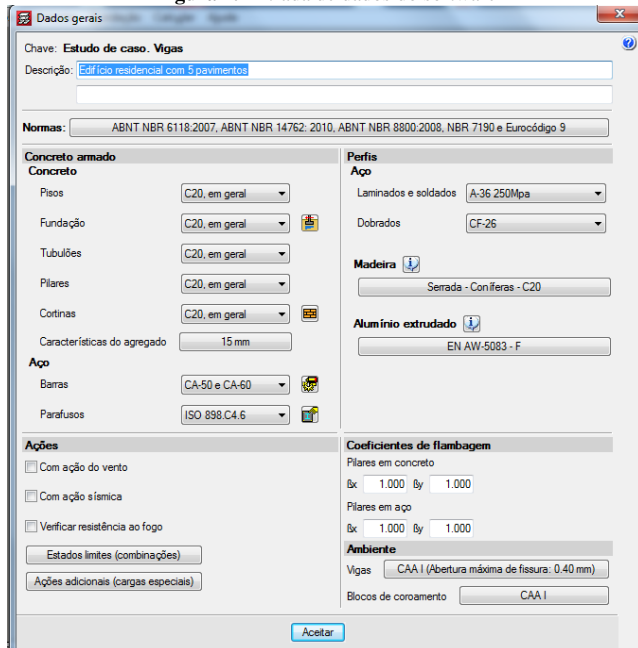 Dados gerais
Chave: Estudo de caso. Vigas
Descrição: Edifício residencial com 5 pavimentos
Normas: ABNT NBR 6118:2007, ABNT NBR 14762: 2010, ABNT NBR 8800:2008, NBR 7190 e Eurocódigo 9
Concreto armado
Concreto
Pisos C20, em geral
Fundação C20, em geral
Tubulões C20, em geral
Pilares C20, em geral
Cortinas C20, em geral
Características do agregado 15 mm
Aço
Barras CA-50 e CA-60
Parafusos ISO 898.C4.6
Perfis
Aço
Laminados e soldados A-36 250Mpa
Dobrados CF-26
Madeira
Serrada - Coníferas - C20
Alumínio extrudado
EN AW-5083 - F
Ações
Com ação do vento
Com ação sísmica
Verificar resistência ao fogo
Estados limites (combinações)
Ações adicionais (cargas especiais)
Coeficientes de flambagem
Pilares em concreto
ßx 1.000 ßy 1.000
Pilares em aço
ßx 1.000 ßy 1.000
Ambiente
Vigas CAA I (Abertura máxima de fissura: 0.40 mm)
Blocos de coroamento CAA I
Aceitar